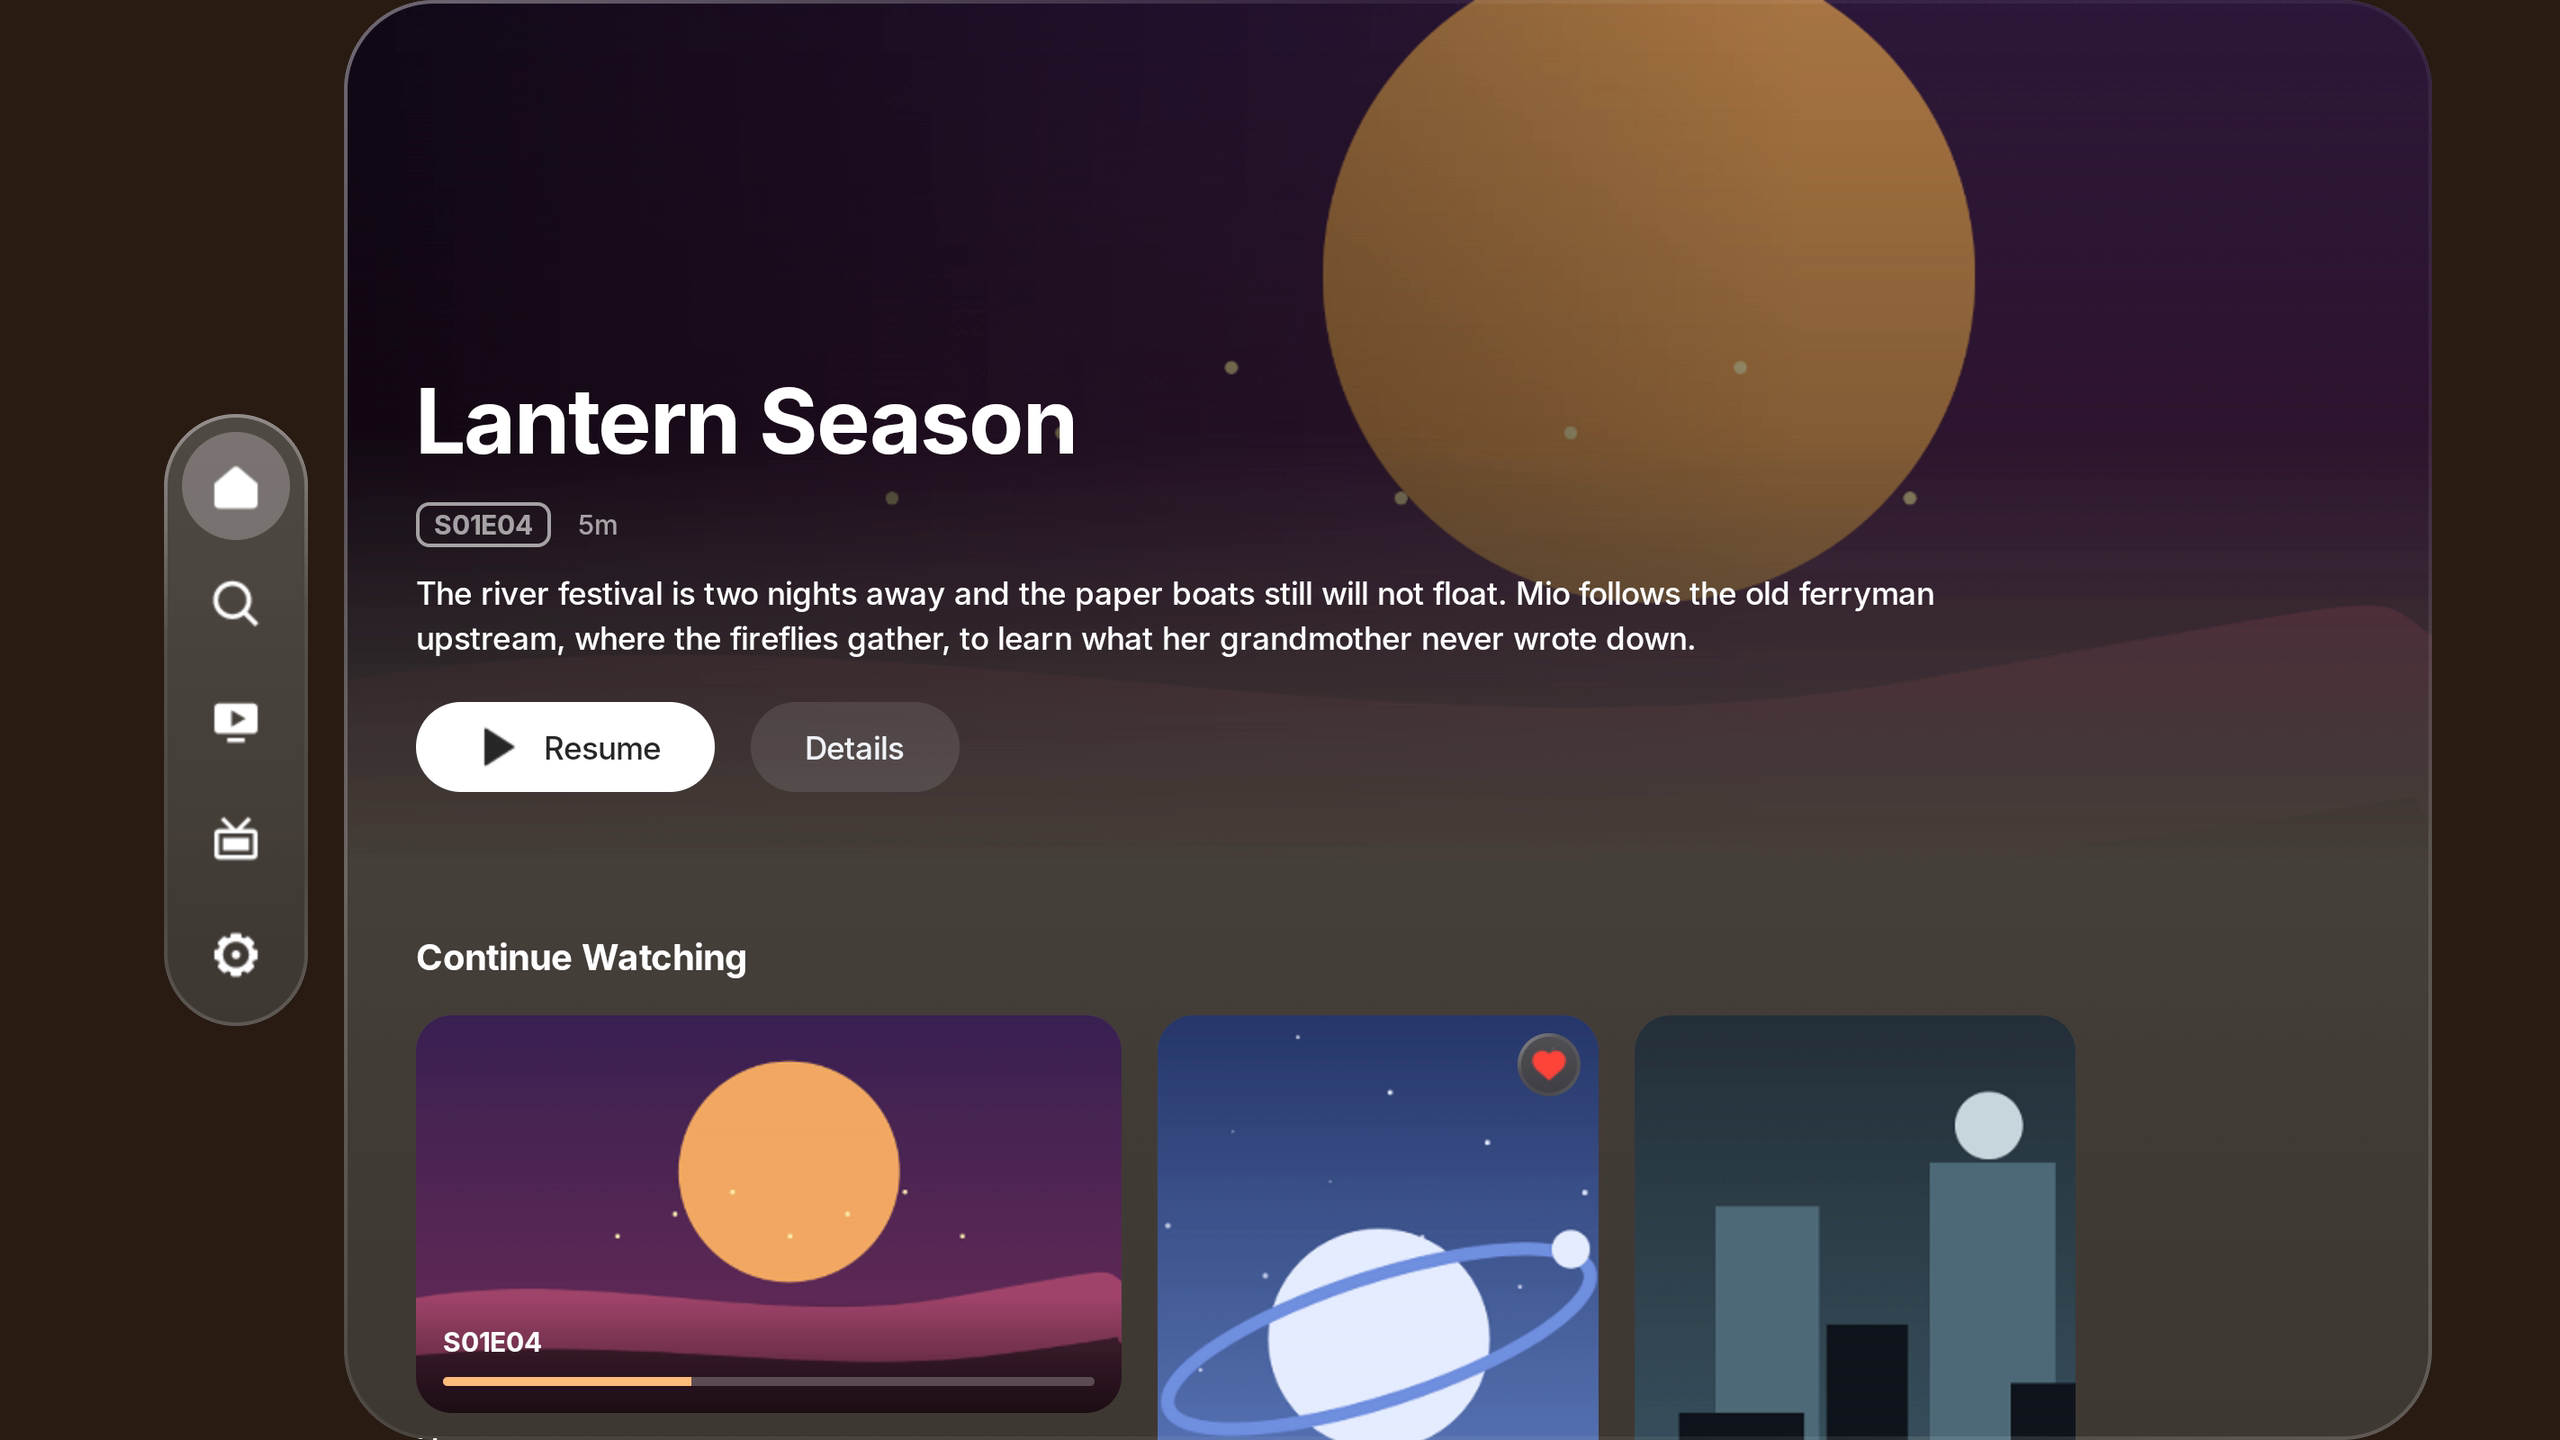 Lantern Season
S01E04 5m
The river festival is two nights away and the paper boats still will not float. Mio follows the old ferryman
upstream, where the fireflies gather, to learn what her grandmother never wrote down.
Resume Details
Continue Watching
S01E04